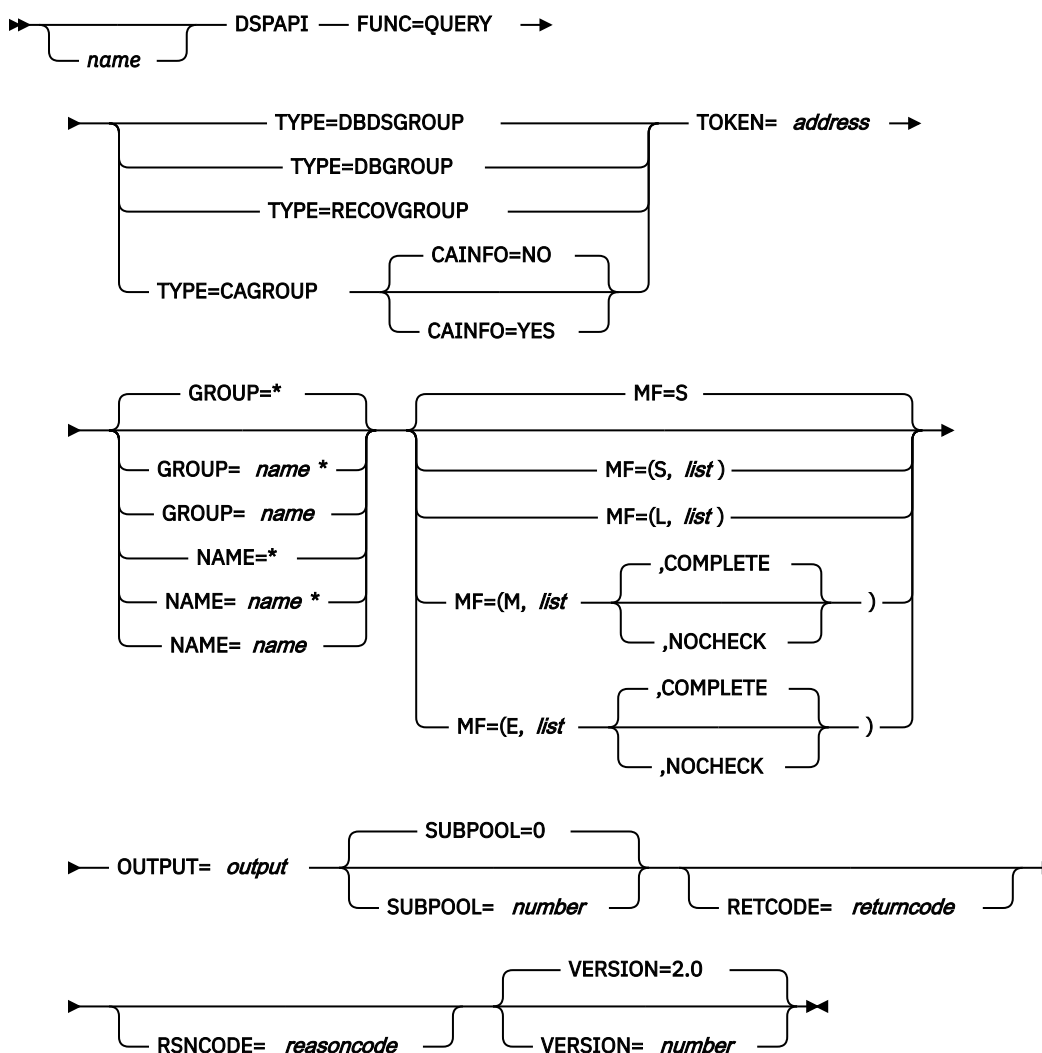 DSPAPI FUNC=QUERY
name
TYPE=DBDSGROUP TOKEN= address
TYPE=DBGROUP
TYPE=RECOVGROUP
CAINFO=NO
TYPE=CAGROUP
CAINFO=YES
GROUP=* MF=S
GROUP= name * MF=(S, list )
GROUP= name MF=(L, list )
NAME=* ,COMPLETE
NAME= name * MF=(M, list )
NAME= name ,NOCHECK
,COMPLETE
MF=(E, list )
,NOCHECK
SUBPOOL=0
OUTPUT= output
SUBPOOL= number RETCODE= returncode
VERSION=2.0
RSNCODE= reasoncode VERSION= number